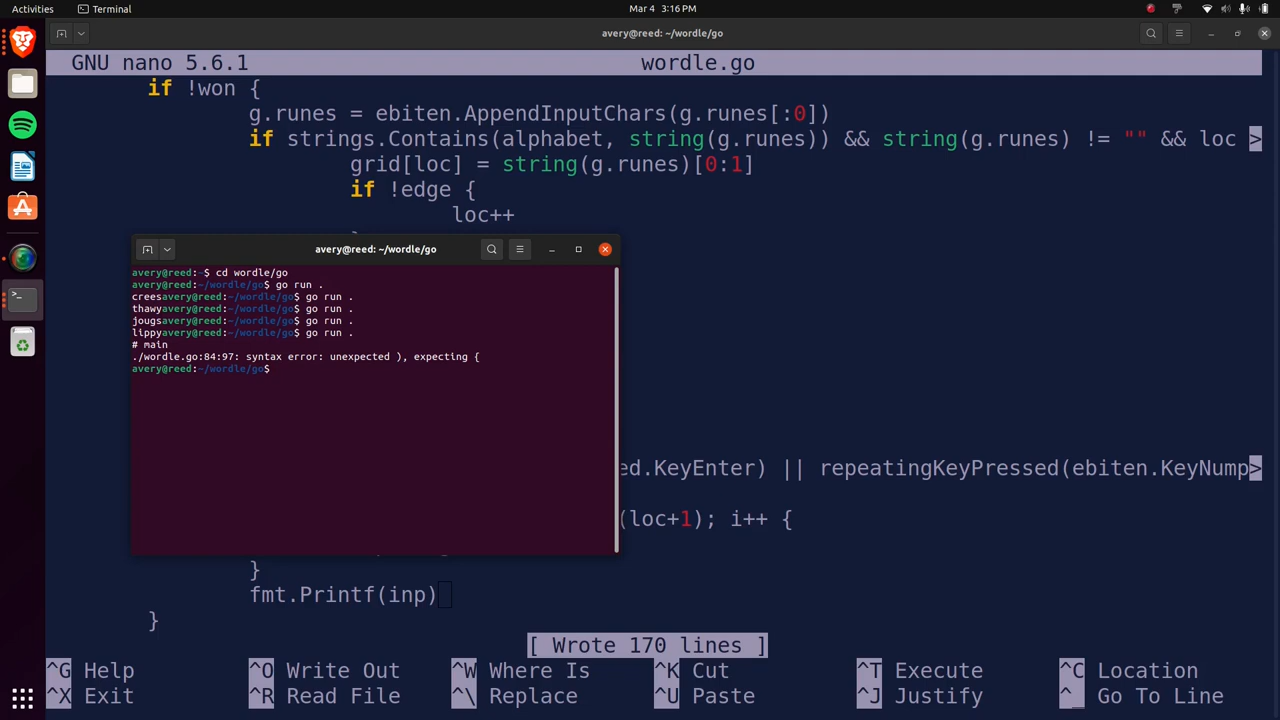 Activities
Terminal
Mar 4 3:16 PM
avery@reed: ~/wordle/go
GNU nano 5.6.1
wordle.go
if !won {
g.runes = ebiten.AppendInputChars(g.runes[:0])
if strings.Contains(alphabet, string(g.runes)) && string(g.runes) != "" && loc >
grid[loc] = string(g.runes)[0:1]
if !edge {
loc++
avery@reed: ~/wordle/go
avery@reed:~$ cd wordle/go
avery@reed:~/wordle/go$ go run .
creesavery@reed:~/wordle/go$ go run .
thawyavery@reed:~/wordle/go$ go run .
jougsavery@reed:~/wordle/go$ go run .
lippyavery@reed:~/wordle/go$ go run .
# main
./wordle.go:84:97: syntax error: unexpected ), expecting {
avery@reed:~/wordle/go$
ed.KeyEnter) || repeatingKeyPressed(ebiten.KeyNump>
(loc+1); i++ {
}
fmt.Printf(inp)
}
[ Wrote 170 lines ]
^G Help ^O Write Out ^W Where Is ^K Cut ^T Execute ^C Location
^X Exit ^R Read File ^\ Replace ^U Paste ^J Justify ^_ Go To Line